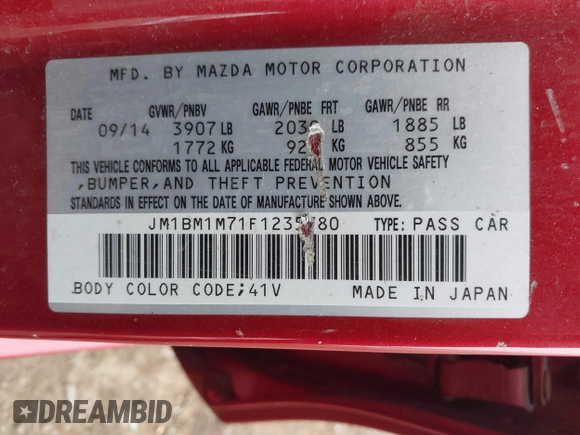 MFD. BY MAZDA MOTOR CORPORATION
DATE GVWR/PNBV GAWR/PNBE FRT GAWR/PNBE RR
09/14 3907 LB LB 1885 LB
1772 KG KG 855 KG
THIS VEHICLE CONFORMS TO ALL APPLICABLE FEDERAL MOTOR VEHICLE SAFETY
,BUMPER,AND THEFT PREVENTION
STANDARDS IN EFFECT ON THE DATE OF MANUFACTURE SHOWN ABOVE.
TYPE: PASS CAR
BODY COLOR CODE;41V MADE IN JAPAN
DREAMBID